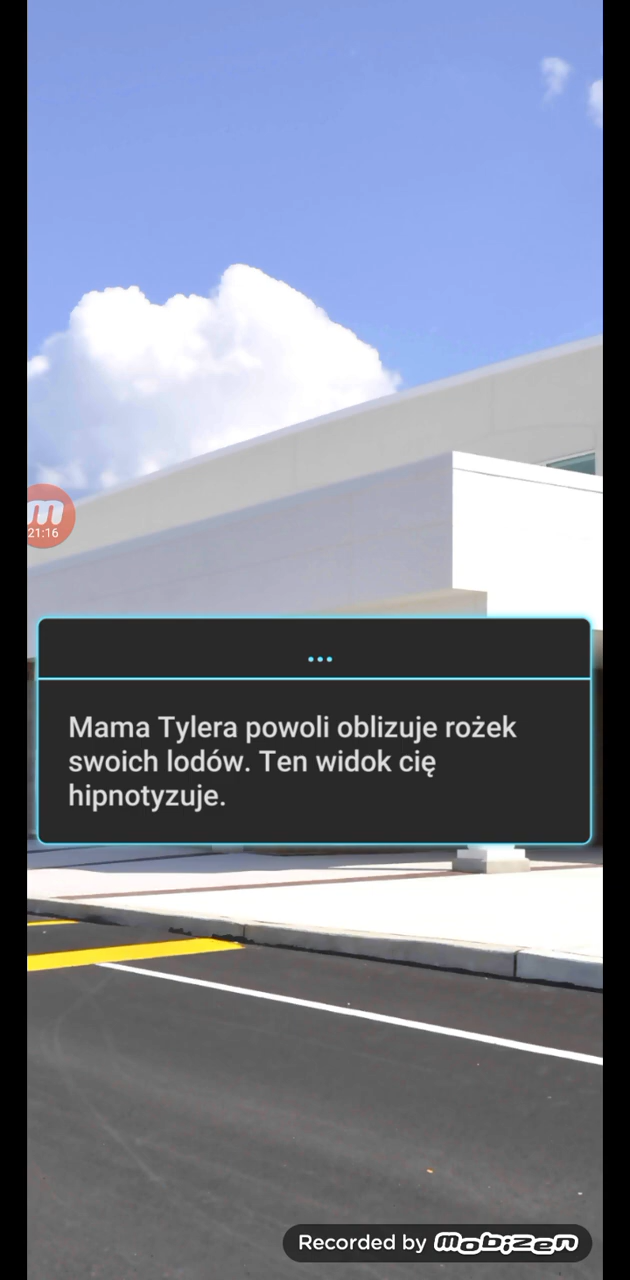 m
21:16
...
Mama Tylera powoli oblizuje rożek
swoich lodów. Ten widok cię
hipnotyzuje.
Recorded by mobizen